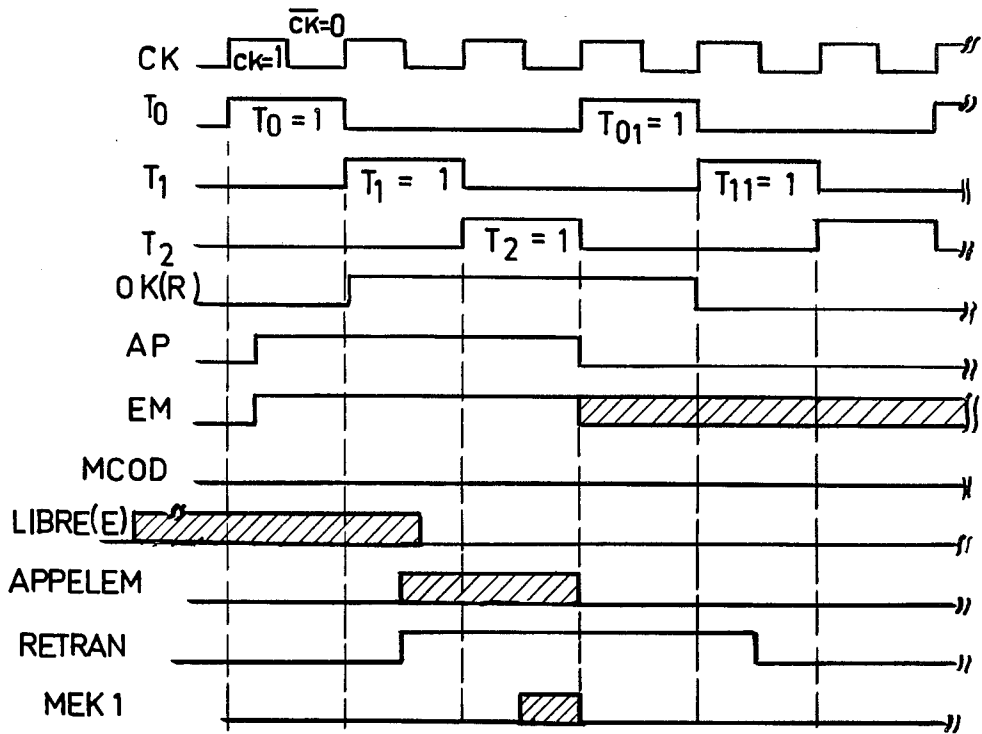 C̅K̅=0
CK
CK=1
T0
T0 = 1
T01 = 1
T1
T1 = 1
T11 = 1
T2
T2 = 1
OK(R)
AP
EM
MCOD
LIBRE(E)
APPELEM
RETRAN
MEK 1